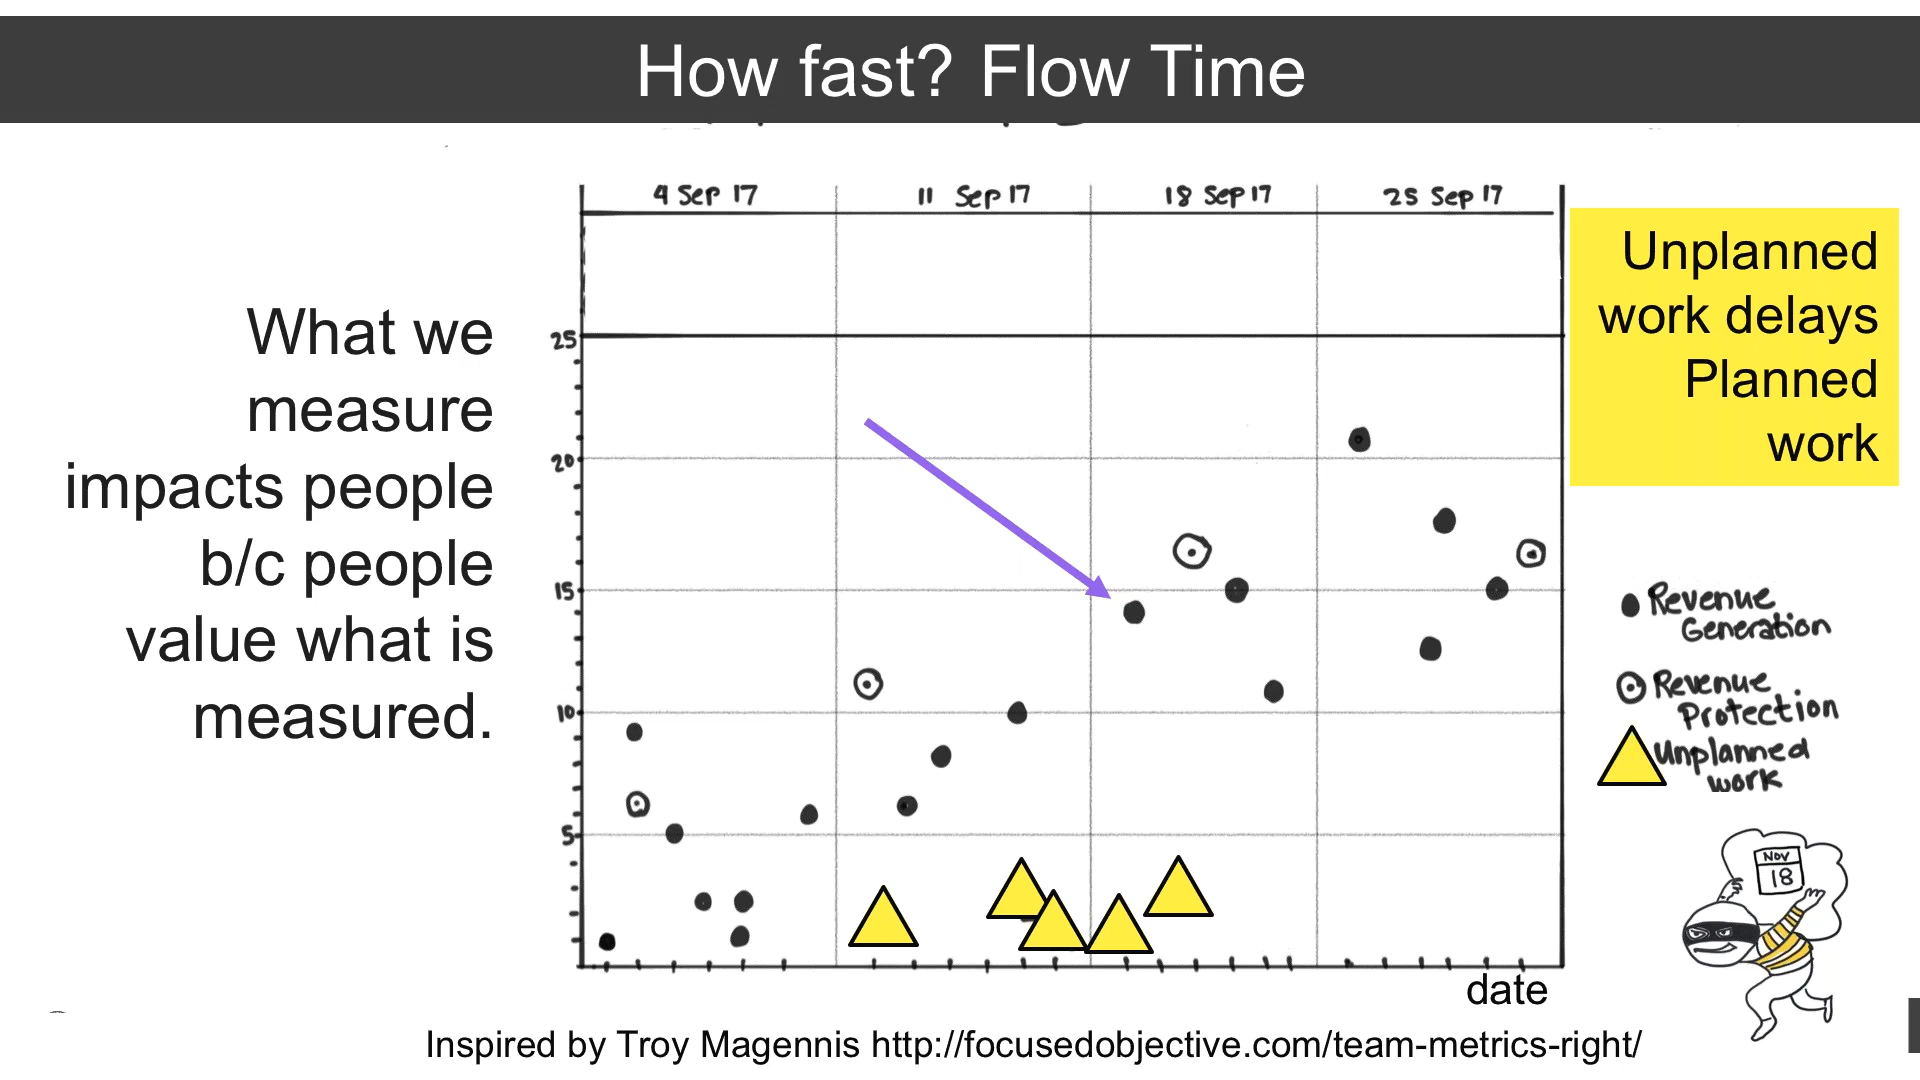 How fast? Flow Time
What we
measure
impacts people
b/c people
value what is
measured.
4 Sep 17
11 Sep 17
18 Sep 17
25 Sep 17
25
20
15
10
5
date
Unplanned
work delays
Planned
work
Revenue
Generation
Revenue
Protection
Unplanned
work
NOV
18
Inspired by Troy Magennis http://focusedobjective.com/team-metrics-right/